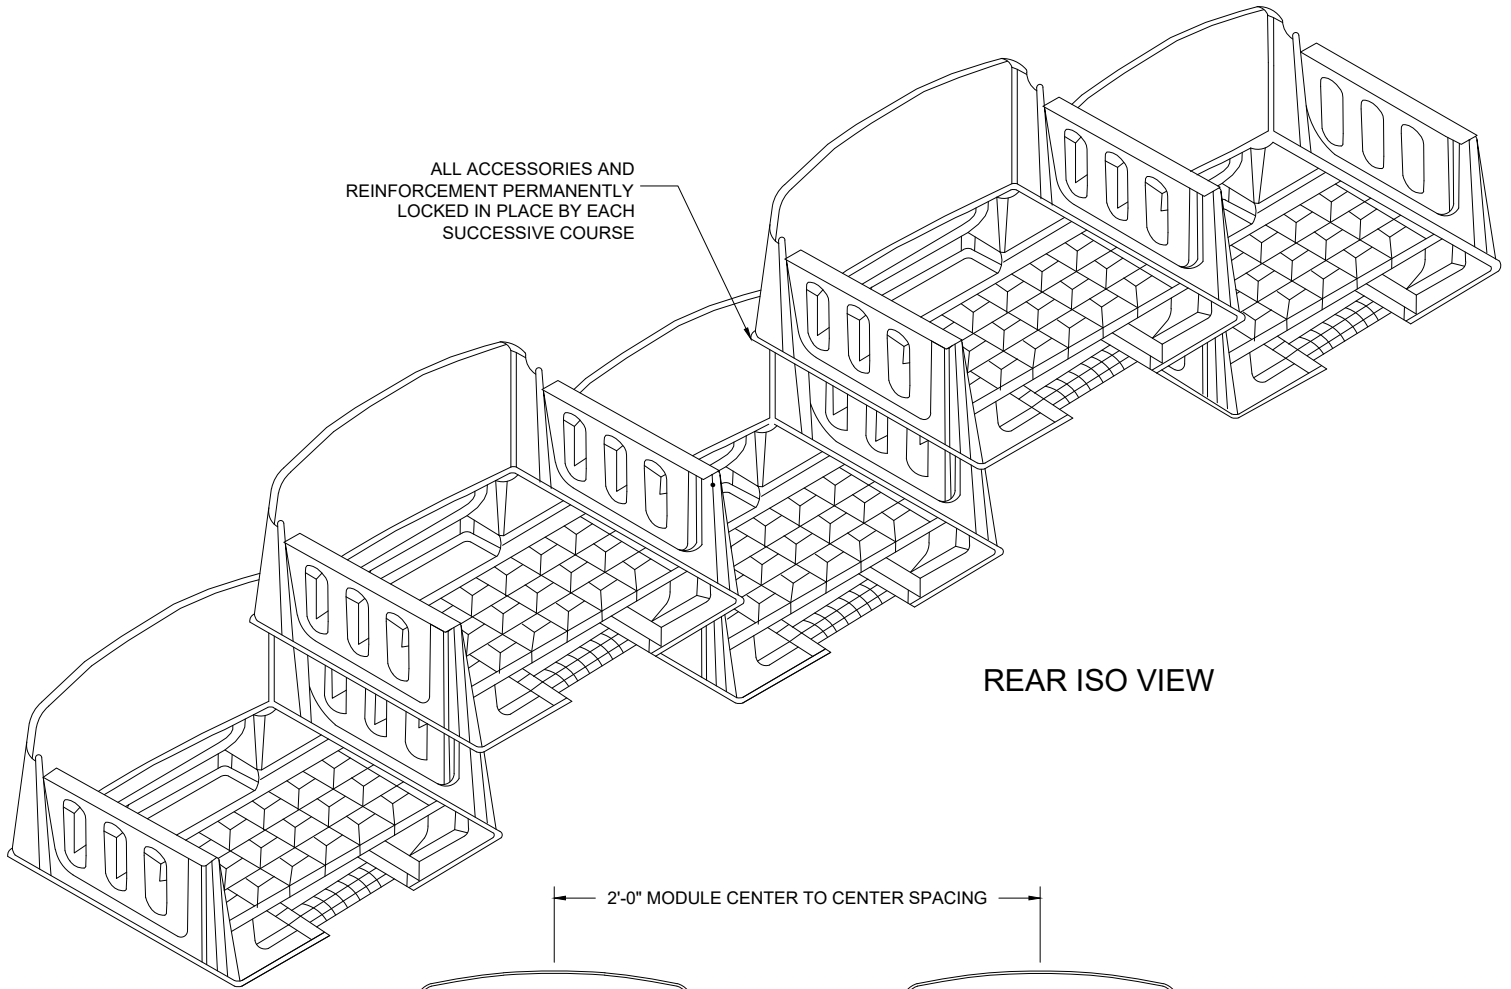 ALL ACCESSORIES AND
REINFORCEMENT PERMANENTLY
LOCKED IN PLACE BY EACH
SUCCESSIVE COURSE
REAR ISO VIEW
2'-0" MODULE CENTER TO CENTER SPACING